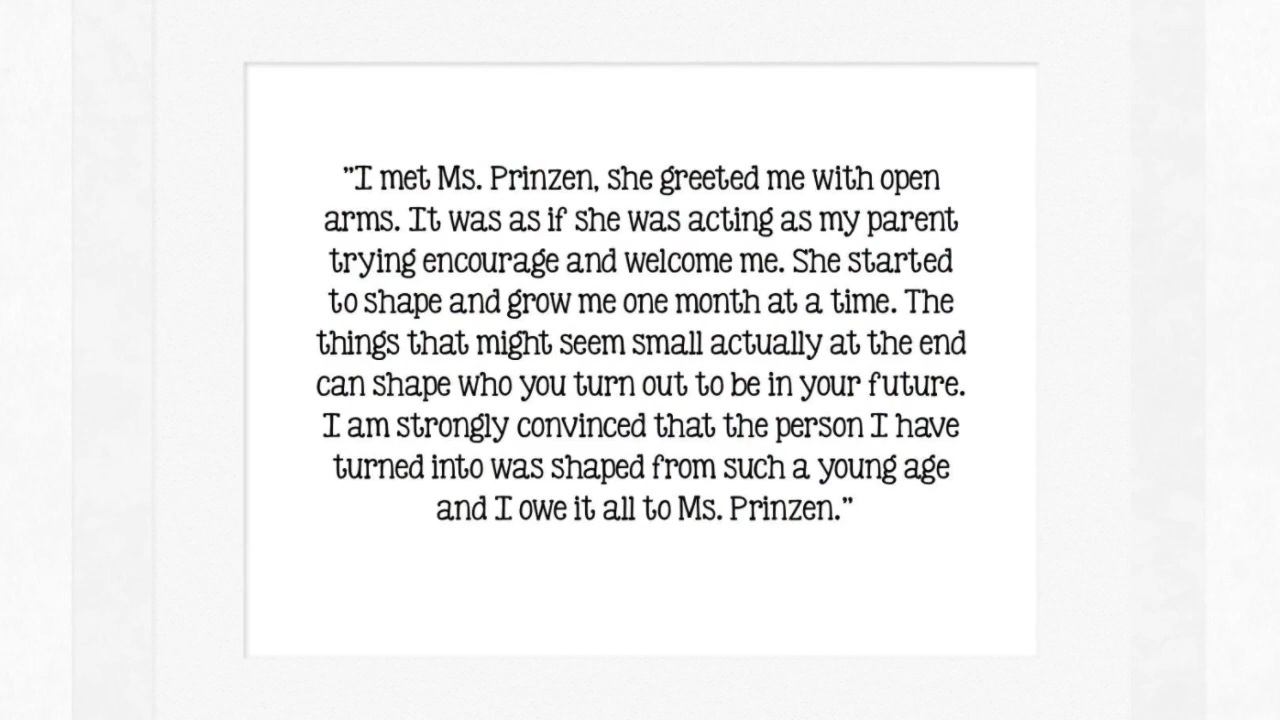 "I met Ms. Prinzen, she greeted me with open
arms. It was as if she was acting as my parent
trying encourage and welcome me. She started
to shape and grow me one month at a time. The
things that might seem small actually at the end
can shape who you turn out to be in your future.
I am strongly convinced that the person I have
turned into was shaped from such a young age
and I owe it all to Ms. Prinzen."